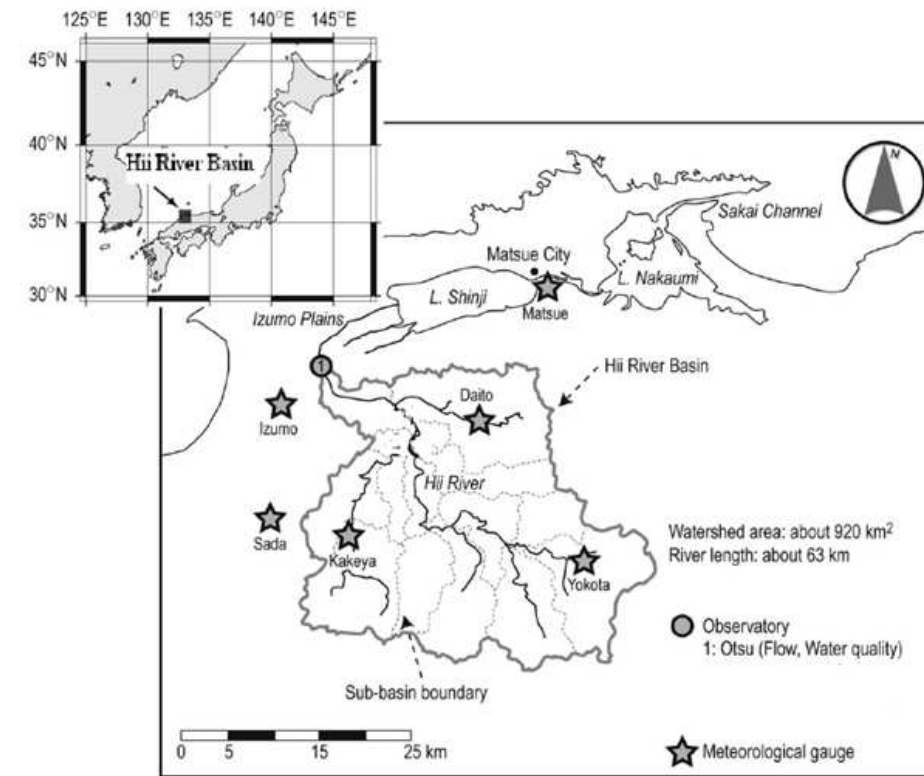 125°E 130°E 135°E 140°E 145°E
45°N
40°N
35°N
30°N
Hii River Basin
N
Sakai Channel
Matsue City
L. Nakaumi
L. Shinji
Matsue
Izumo Plains
1
Hii River Basin
Daito
Izumo
Hii River
Sada
Kakeya
Yokota
Watershed area: about 920 km²
River length: about 63 km
Observatory
1: Otsu (Flow, Water quality)
Sub-basin boundary
0 5 10 15 20 25 km
Meteorological gauge